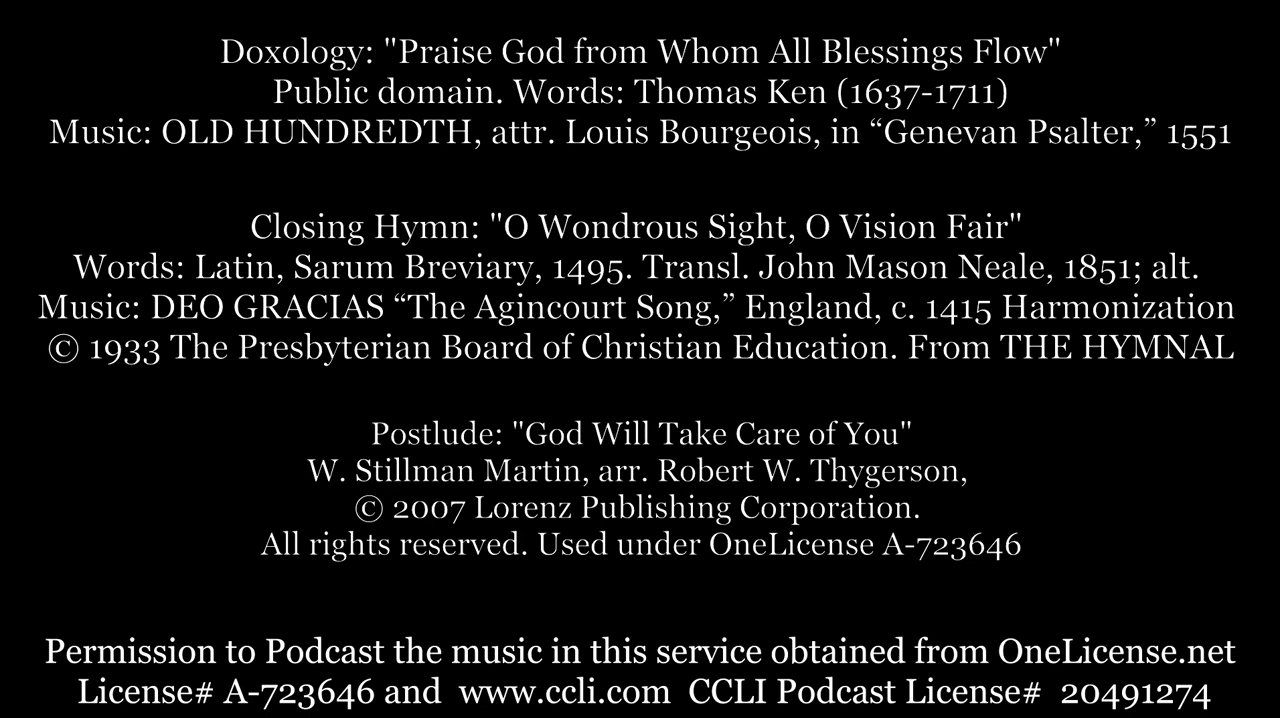 Doxology: "Praise God from Whom All Blessings Flow"
Public domain. Words: Thomas Ken (1637-1711)
Music: OLD HUNDREDTH, attr. Louis Bourgeois, in “Genevan Psalter,” 1551
Closing Hymn: "O Wondrous Sight, O Vision Fair"
Words: Latin, Sarum Breviary, 1495. Transl. John Mason Neale, 1851; alt.
Music: DEO GRACIAS “The Agincourt Song,” England, c. 1415 Harmonization
© 1933 The Presbyterian Board of Christian Education. From THE HYMNAL
Postlude: "God Will Take Care of You"
W. Stillman Martin, arr. Robert W. Thygerson,
© 2007 Lorenz Publishing Corporation.
All rights reserved. Used under OneLicense A-723646
Permission to Podcast the music in this service obtained from OneLicense.net
License# A-723646 and  www.ccli.com  CCLI Podcast License#  20491274